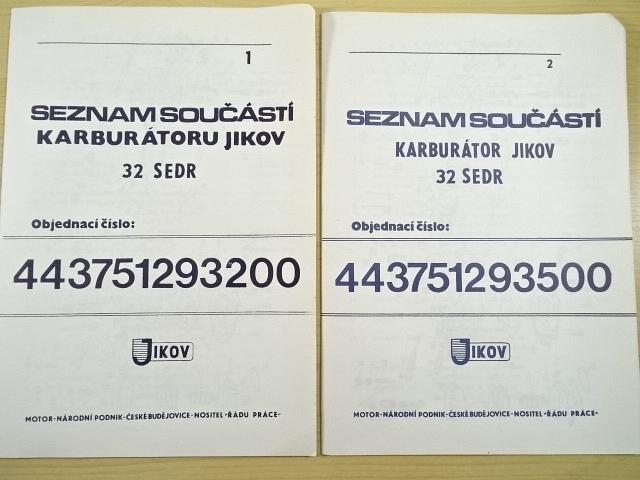 1
SEZNAM SOUČÁSTÍ
KARBURÁTORU JIKOV
32 SEDR
Objednací číslo:
443751293200
JIKOV
MOTOR-NÁRODNÍ PODNIK-ČESKÉ BUDĚJOVICE-NOSITEL-ŘÁDU PRÁCE-
2
SEZNAM SOUČÁSTÍ
KARBURÁTOR JIKOV
32 SEDR
Objednací číslo:
443751293500
JIKOV
MOTOR-NÁRODNÍ PODNIK-ČESKÉ BUDĚJOVICE-NOSITEL-ŘÁDU PRÁCE-